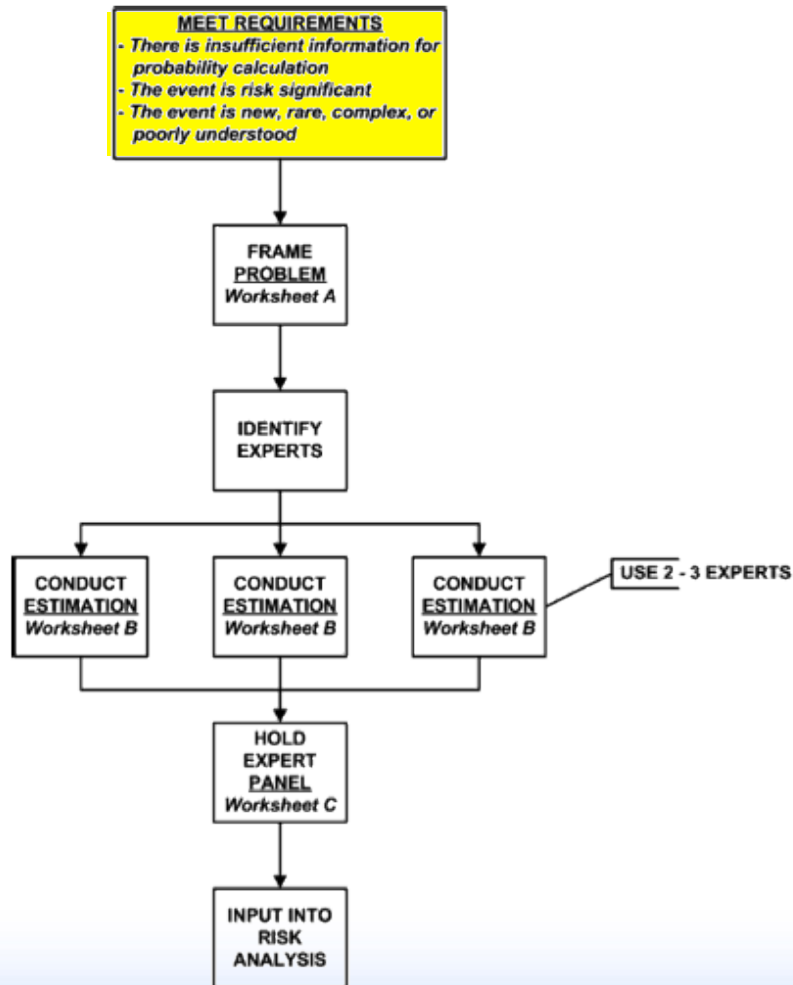 MEET REQUIREMENTS
- There is insufficient information for
probability calculation
- The event is risk significant
- The event is new, rare, complex, or
poorly understood
FRAME
PROBLEM
Worksheet A
IDENTIFY
EXPERTS
CONDUCT
ESTIMATION
Worksheet B
CONDUCT
ESTIMATION
Worksheet B
CONDUCT
ESTIMATION
Worksheet B
USE 2 - 3 EXPERTS
HOLD
EXPERT
PANEL
Worksheet C
INPUT INTO
RISK
ANALYSIS